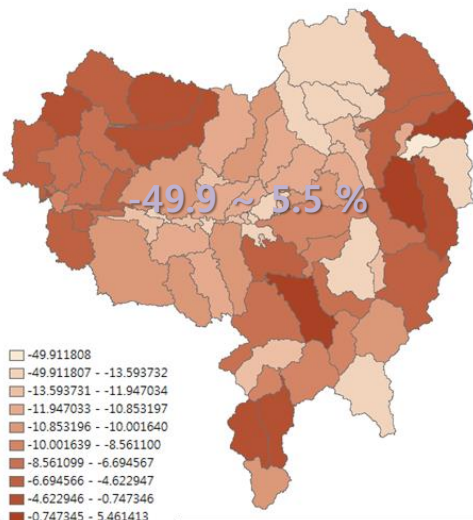 -49.9 ~ 5.5 %
-49.911808
-49.911807 - -13.593732
-13.593731 - -11.947034
-11.947033 - -10.853197
-10.853196 - -10.001640
-10.001639 - -8.561100
-8.561099 - -6.694567
-6.694566 - -4.622947
-4.622946 - -0.747346
-0.747345 - 5.461413